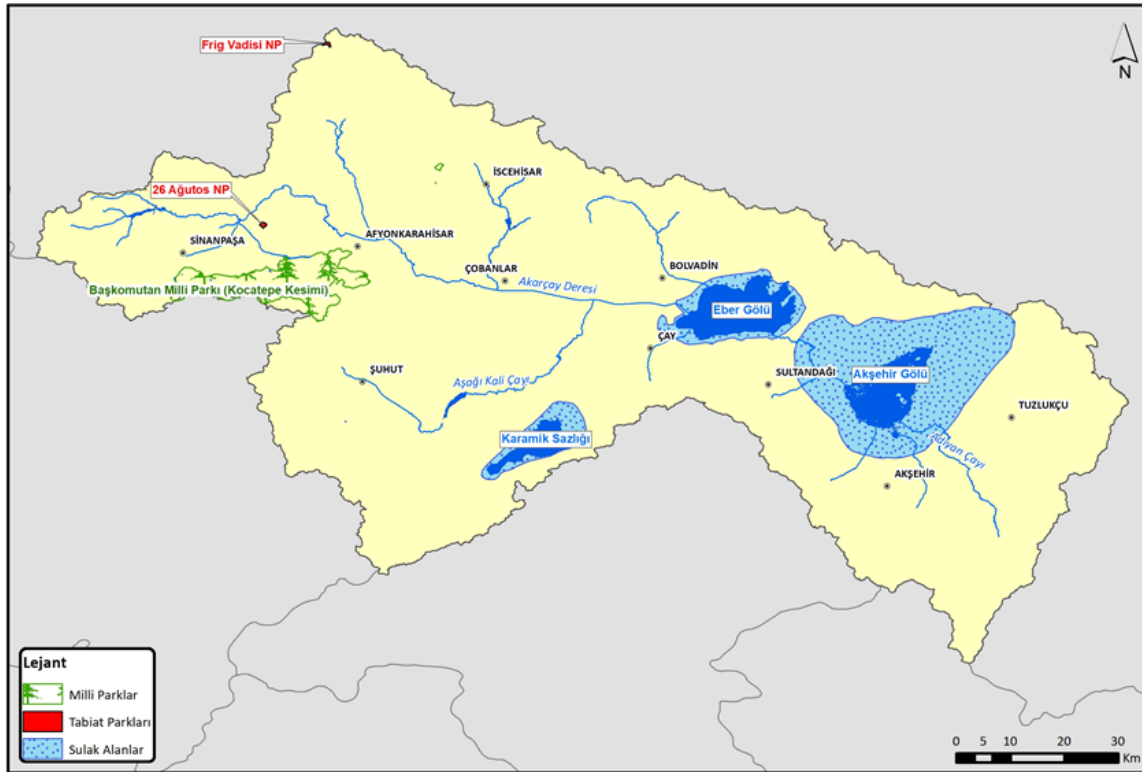 Frig Vadisi NP
N
İSCEHİSAR
26 Ağutos NP
SİNANPAŞA
AFYONKARAHİSAR
ÇOBANLAR
BOLVADİN
Başkomutan Milli Parkı (Kocatepe Kesimi)
Akarçay Deresi
Eber Gölü
ÇAY
ŞUHUT
Aşağı Kali Çayı
SULTANDAĞI
Akşehir Gölü
TUZLUKÇU
Karamik Sazlığı
Adıyan Çayı
AKŞEHİR
Lejant
Milli Parklar
Tabiat Parkları
Sulak Alanlar
0 5 10 20 30
Km